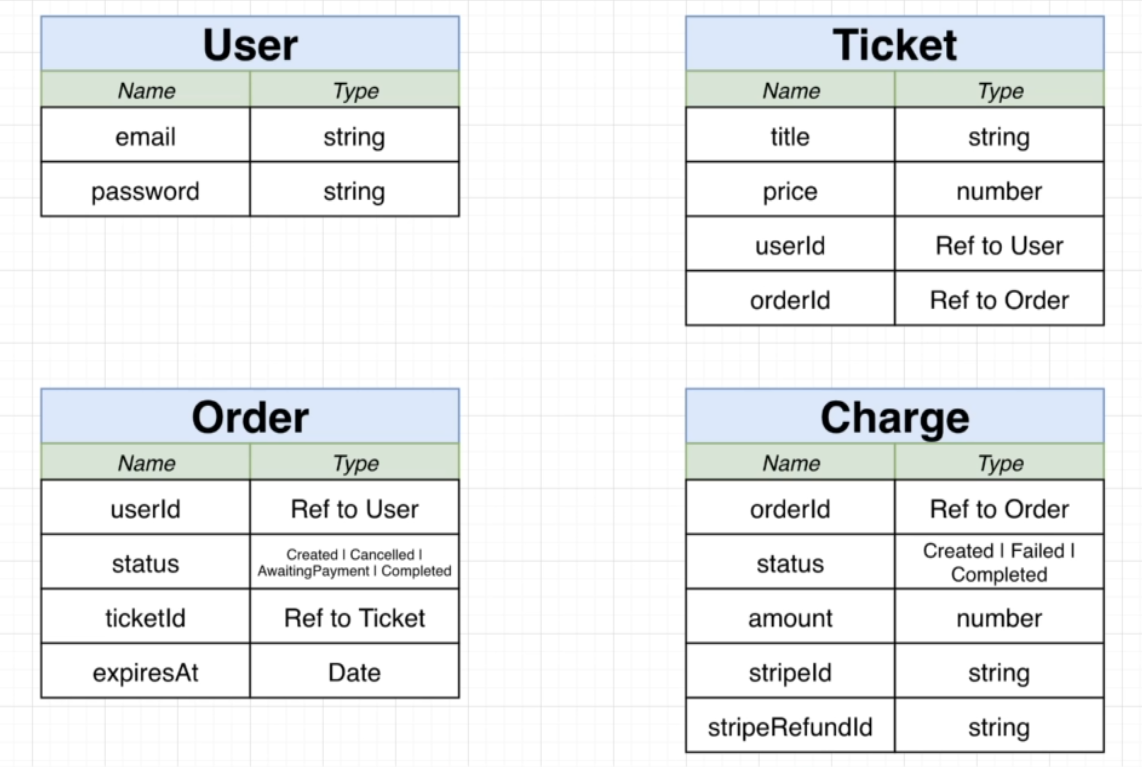 User
Name Type
email string
password string
Ticket
Name Type
title string
price number
userId Ref to User
orderId Ref to Order
Order
Name Type
userId Ref to User
status Created | Cancelled |
AwaitingPayment | Completed
ticketId Ref to Ticket
expiresAt Date
Charge
Name Type
orderId Ref to Order
status Created | Failed |
Completed
amount number
stripeId string
stripeRefundId string